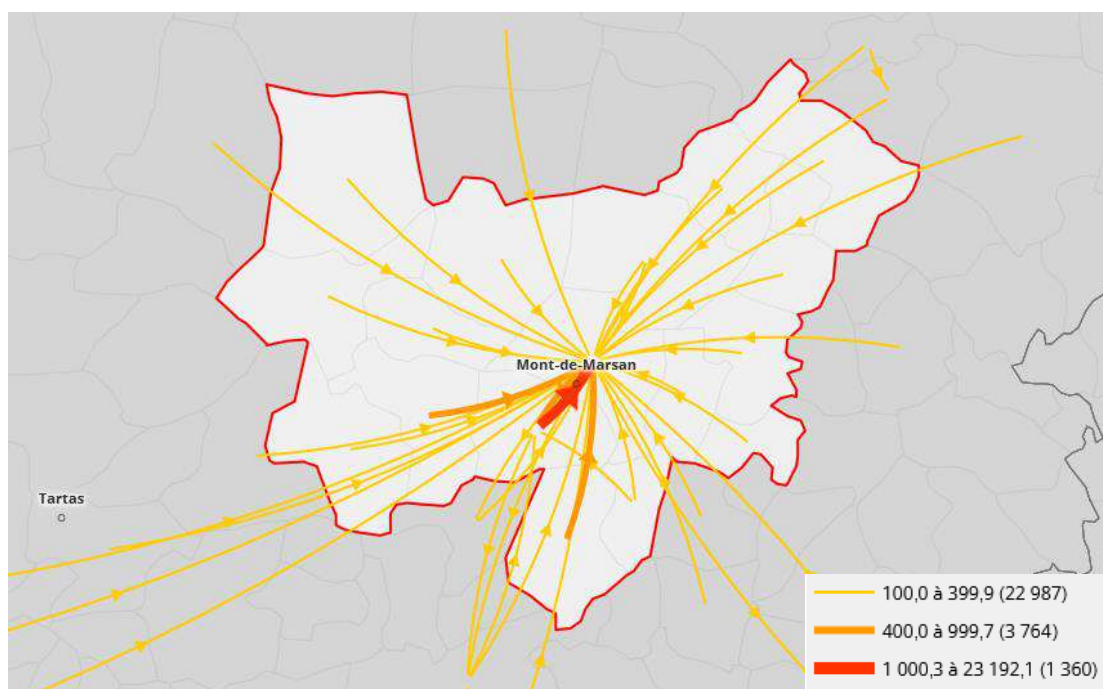 Mont-de-Marsan
Tartas
100,0 à 399,9 (22 987)
400,0 à 999,7 (3 764)
1 000,3 à 23 192,1 (1 360)